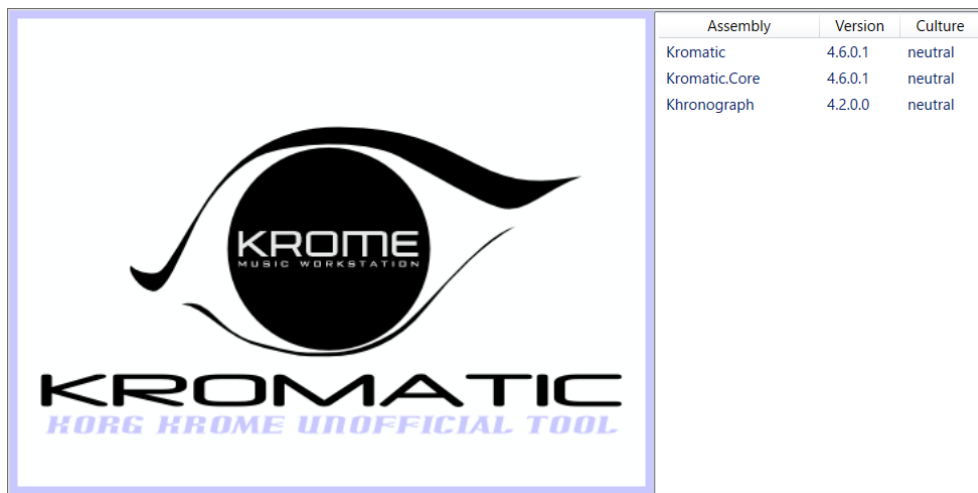 KROME
MUSIC WORKSTATION
KROMATIC
KORG KROME UNOFFICIAL TOOL
Assembly Version Culture
Kromatic 4.6.0.1 neutral
Kromatic.Core 4.6.0.1 neutral
Khronograph 4.2.0.0 neutral